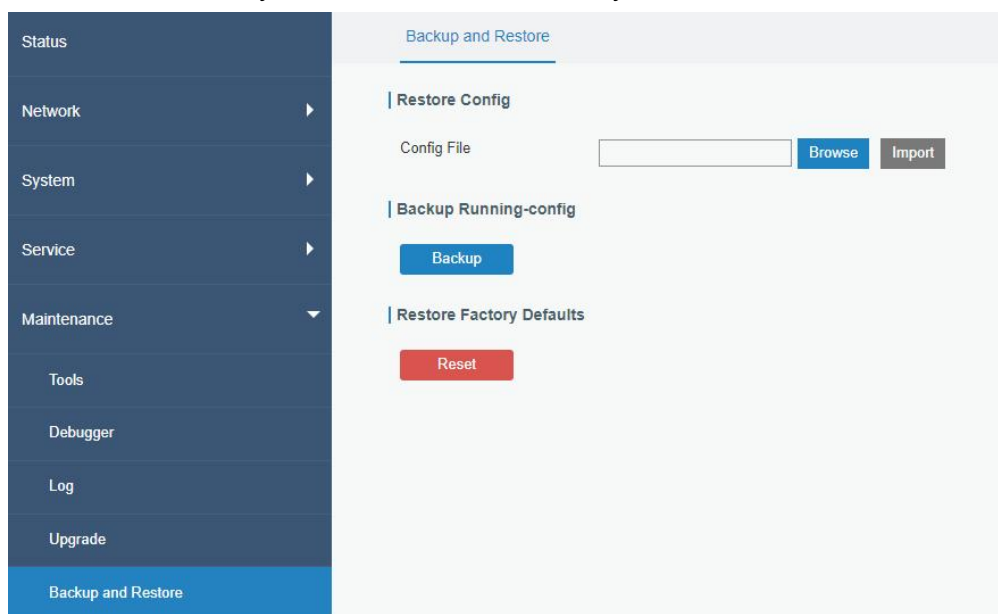 Status
Backup and Restore
Network
Restore Config
Config File
Browse
Import
System
Backup Running-config
Service
Backup
Maintenance
Restore Factory Defaults
Reset
Tools
Debugger
Log
Upgrade
Backup and Restore